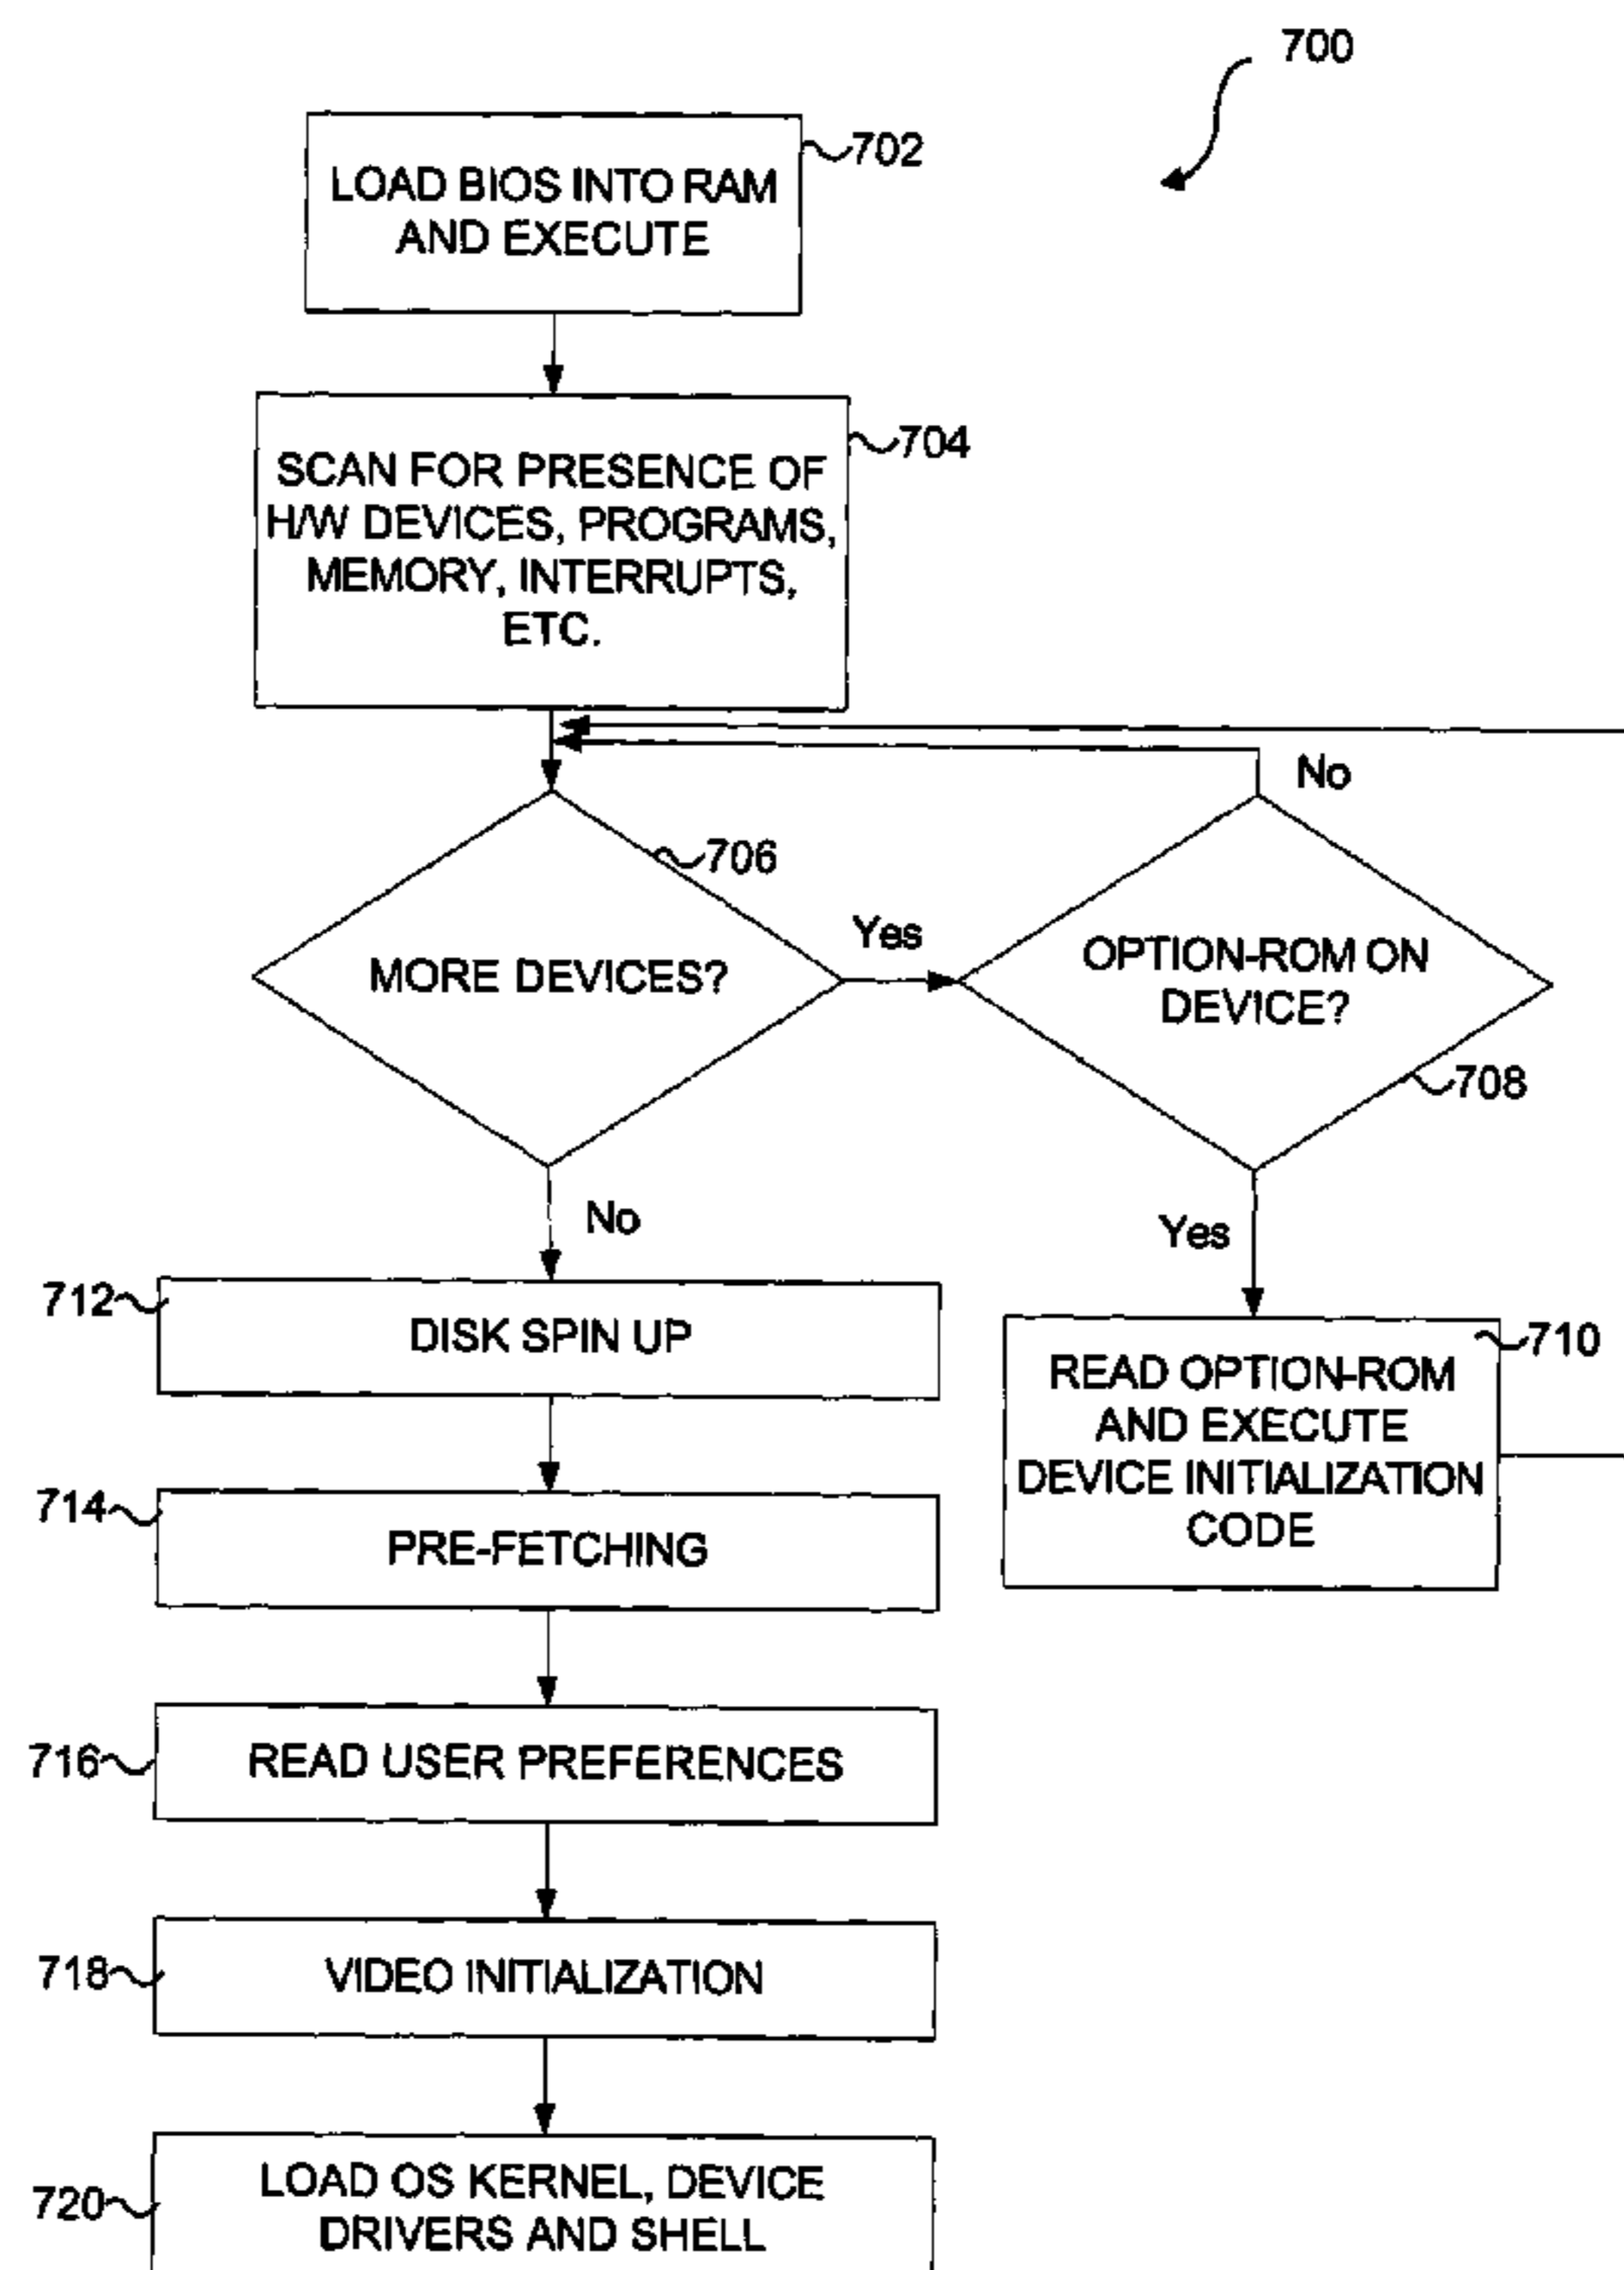 700
702
LOAD BIOS INTO RAM
AND EXECUTE
704
SCAN FOR PRESENCE OF
H/W DEVICES, PROGRAMS,
MEMORY, INTERRUPTS,
ETC.
No
706
MORE DEVICES?
Yes
OPTION-ROM ON
DEVICE?
708
No
Yes
712
DISK SPIN UP
710
READ OPTION-ROM
AND EXECUTE
DEVICE INITIALIZATION
CODE
714
PRE-FETCHING
716
READ USER PREFERENCES
718
VIDEO INITIALIZATION
720
LOAD OS KERNEL, DEVICE
DRIVERS AND SHELL